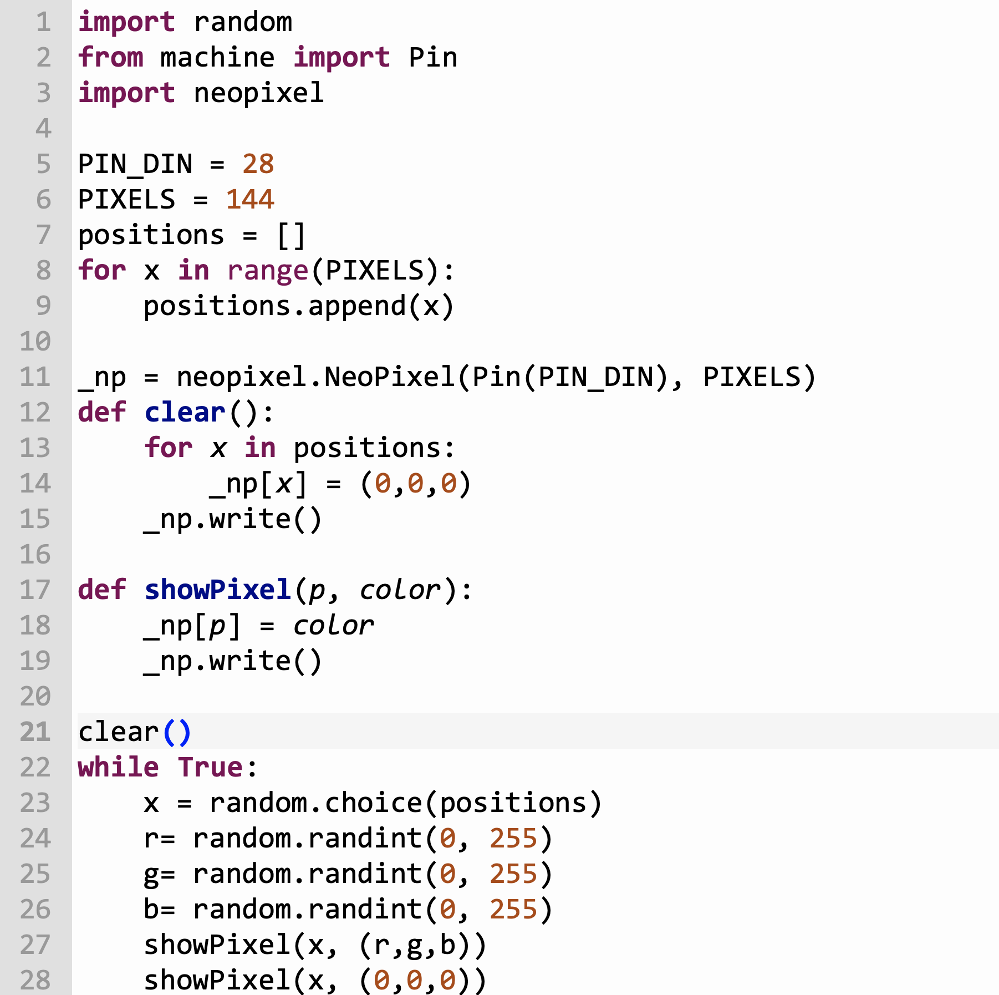 1 import random
2 from machine import Pin
3 import neopixel
4
5 PIN_DIN = 28
6 PIXELS = 144
7 positions = []
8 for x in range(PIXELS):
9     positions.append(x)
10
11 _np = neopixel.NeoPixel(Pin(PIN_DIN), PIXELS)
12 def clear():
13     for x in positions:
14         _np[x] = (0,0,0)
15     _np.write()
16
17 def showPixel(p, color):
18     _np[p] = color
19     _np.write()
20
21 clear()
22 while True:
23     x = random.choice(positions)
24     r= random.randint(0, 255)
25     g= random.randint(0, 255)
26     b= random.randint(0, 255)
27     showPixel(x, (r,g,b))
28     showPixel(x, (0,0,0))